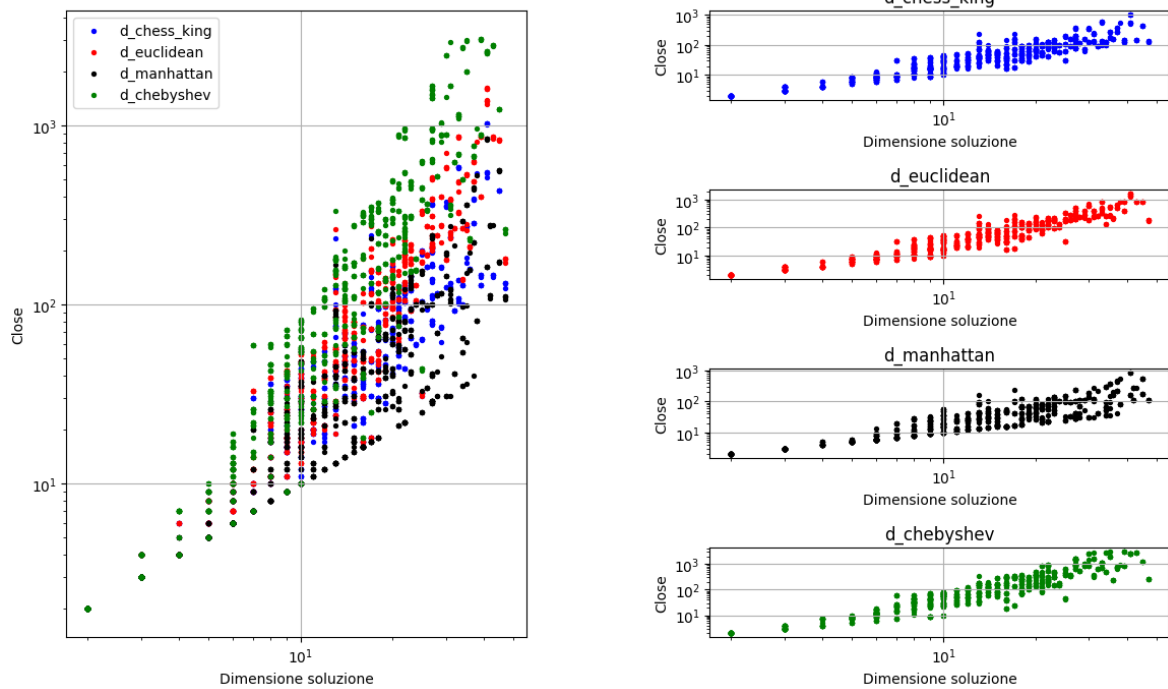 d_chess_king
d_euclidean
d_manhattan
d_chebyshev
10³
10²
10¹
Close
10¹
Dimensione soluzione
d_chess_king
10³
10²
10¹
Close
10¹
Dimensione soluzione
d_euclidean
10³
10²
10¹
Close
10¹
Dimensione soluzione
d_manhattan
10³
10²
10¹
Close
10¹
Dimensione soluzione
d_chebyshev
10³
10²
10¹
Close
10¹
Dimensione soluzione